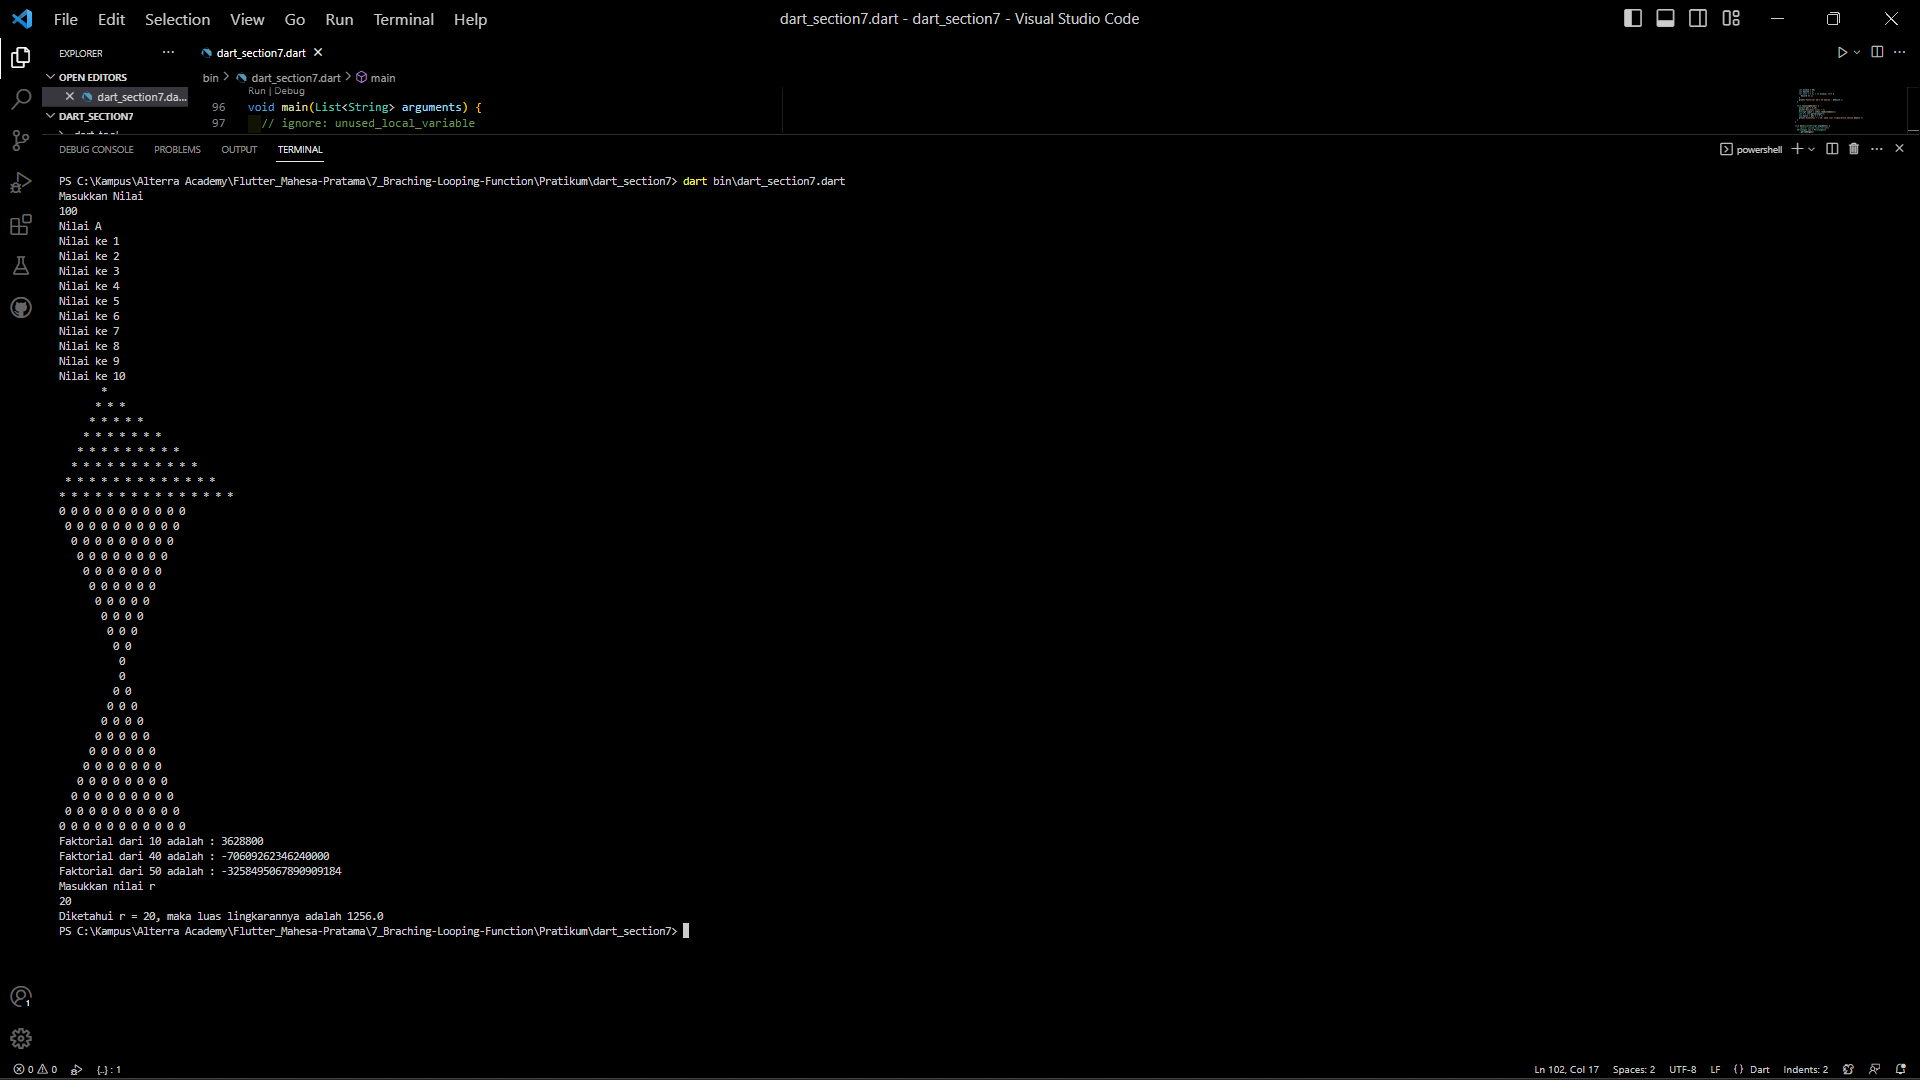 File Edit Selection View Go Run Terminal Help
dart_section7.dart - dart_section7 - Visual Studio Code
EXPLORER
dart_section7.dart
OPEN EDITORS
bin > dart_section7.dart > main
dart_section7.da...
Run | Debug
DART_SECTION7
96 void main(List<String> arguments) {
97 // ignore: unused_local_variable
DEBUG CONSOLE PROBLEMS OUTPUT TERMINAL
powershell
PS C:\Kampus\Alterra Academy\Flutter_Mahesa-Pratama\7_Braching-Looping-Function\Pratikum\dart_section7> dart bin\dart_section7.dart
Masukkan Nilai
100
Nilai A
Nilai ke 1
Nilai ke 2
Nilai ke 3
Nilai ke 4
Nilai ke 5
Nilai ke 6
Nilai ke 7
Nilai ke 8
Nilai ke 9
Nilai ke 10
*
* * *
* * * * *
* * * * * * *
* * * * * * * * *
* * * * * * * * * * *
* * * * * * * * * * * * *
* * * * * * * * * * * * * * *
0 0 0 0 0 0 0 0 0 0 0
0 0 0 0 0 0 0 0 0 0
0 0 0 0 0 0 0 0 0
0 0 0 0 0 0 0 0
0 0 0 0 0 0 0
0 0 0 0 0 0
0 0 0 0 0
0 0 0 0
0 0 0
0 0
0
0
0 0
0 0 0
0 0 0 0
0 0 0 0 0
0 0 0 0 0 0
0 0 0 0 0 0 0
0 0 0 0 0 0 0 0
0 0 0 0 0 0 0 0 0
0 0 0 0 0 0 0 0 0 0
0 0 0 0 0 0 0 0 0 0 0
Faktorial dari 10 adalah : 3628800
Faktorial dari 40 adalah : -70609262346240000
Faktorial dari 50 adalah : -3258495067890909184
Masukkan nilai r
20
Diketahui r = 20, maka luas lingkarannya adalah 1256.0
PS C:\Kampus\Alterra Academy\Flutter_Mahesa-Pratama\7_Braching-Looping-Function\Pratikum\dart_section7>
1
0 0 {..} : 1
Ln 102, Col 17 Spaces: 2 UTF-8 LF { } Dart Indents: 2